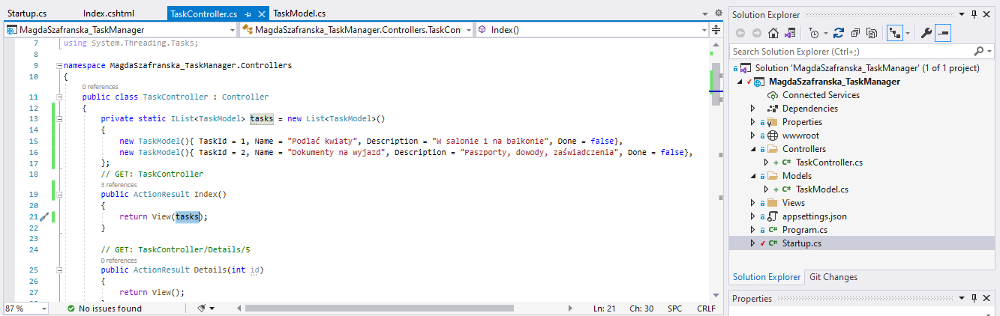 Startup.cs Index.cshtml TaskController.cs TaskModel.cs
MagdaSzafranska_TaskManager MagdaSzafranska_TaskManager.Controllers.TaskCont Index()
7 using System.Threading.Tasks;
8
9 namespace MagdaSzafranska_TaskManager.Controllers
10 {
0 references
11 public class TaskController : Controller
12 {
13 private static IList<TaskModel> tasks = new List<TaskModel>()
14 {
15 new TaskModel(){ TaskId = 1, Name = "Podlać kwiaty", Description = "W salonie i na balkonie", Done = false},
16 new TaskModel(){ TaskId = 2, Name = "Dokumenty na wyjazd", Description = "Paszporty, dowody, zaświadczenia", Done = false},
17 };
18 // GET: TaskController
3 references
19 public ActionResult Index()
20 {
21 return View(tasks);
22 }
23
24 // GET: TaskController/Details/5
0 references
25 public ActionResult Details(int id)
26 {
27 return View();
87 % No issues found Ln: 21 Ch: 30 SPC CRLF
Solution Explorer
Search Solution Explorer (Ctrl+;)
Solution 'MagdaSzafranska_TaskManager' (1 of 1 project)
MagdaSzafranska_TaskManager
Connected Services
Dependencies
Properties
wwwroot
Controllers
+ C# TaskController.cs
Models
+ C# TaskModel.cs
Views
appsettings.json
C# Program.cs
C# Startup.cs
Solution Explorer Git Changes
Properties